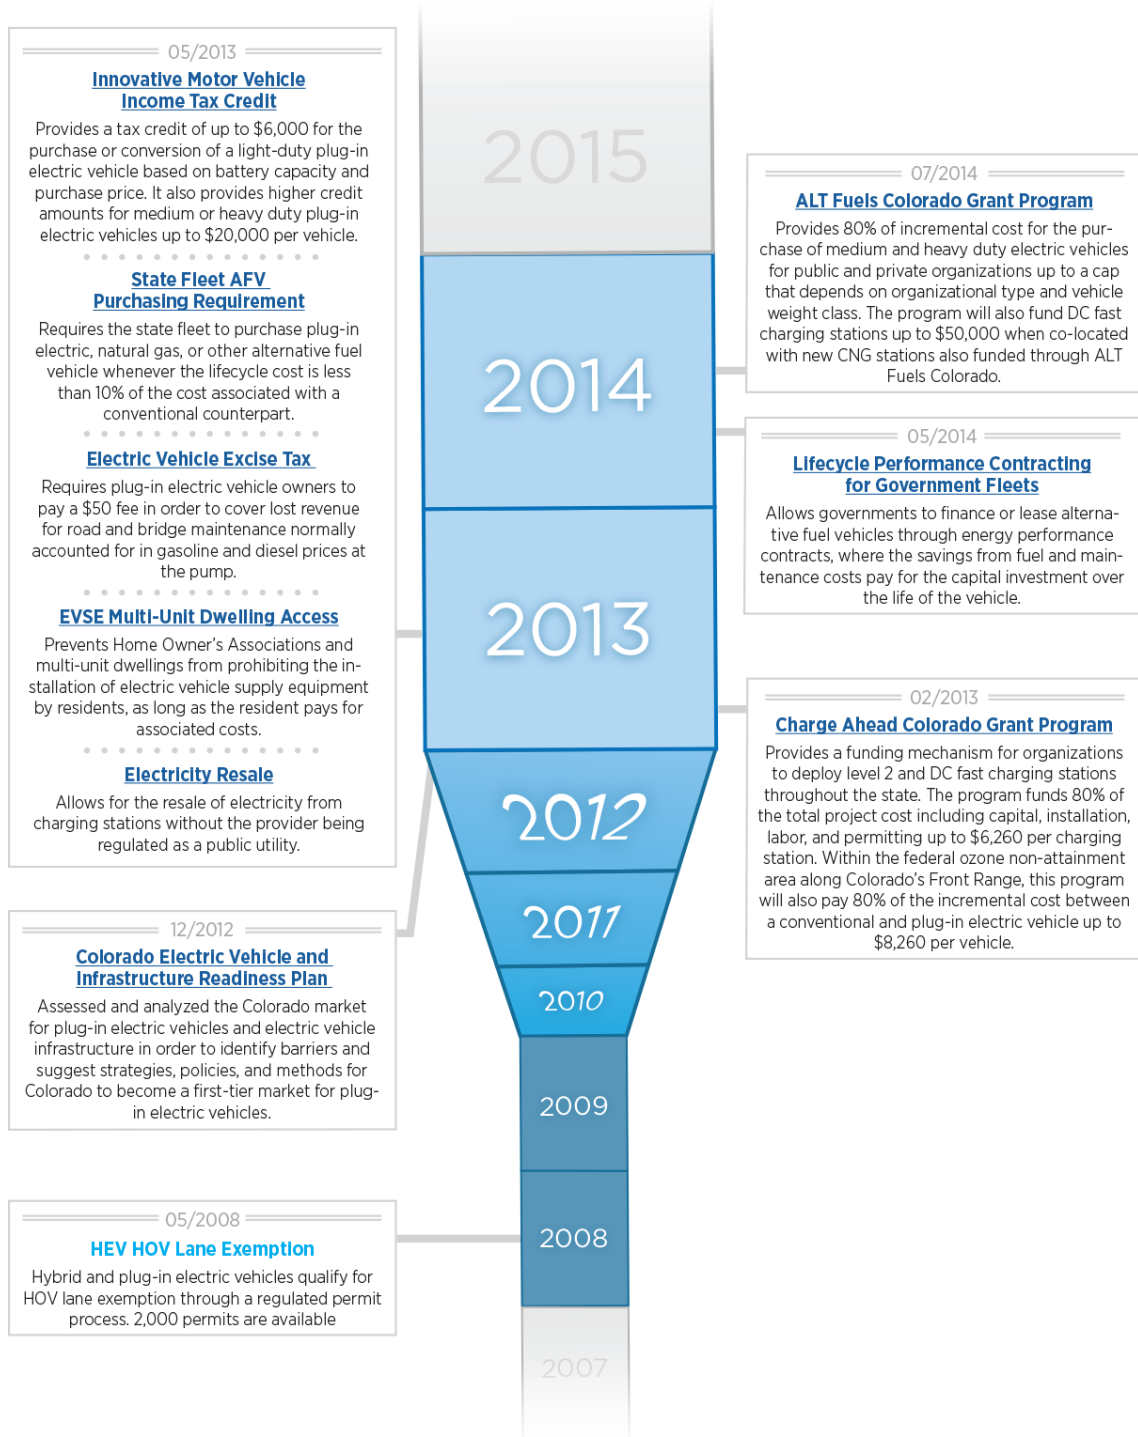 05/2013
Innovative Motor Vehicle
Income Tax Credit
Provides a tax credit of up to $6,000 for the
purchase or conversion of a light-duty plug-in
electric vehicle based on battery capacity and
purchase price. It also provides higher credit
amounts for medium or heavy duty plug-in
electric vehicles up to $20,000 per vehicle.
State Fleet AFV
Purchasing Requirement
Requires the state fleet to purchase plug-in
electric, natural gas, or other alternative fuel
vehicle whenever the lifecycle cost is less
than 10% of the cost associated with a
conventional counterpart.
Electric Vehicle Excise Tax
Requires plug-in electric vehicle owners to
pay a $50 fee in order to cover lost revenue
for road and bridge maintenance normally
accounted for in gasoline and diesel prices at
the pump.
EVSE Multi-Unit Dwelling Access
Prevents Home Owner's Associations and
multi-unit dwellings from prohibiting the in-
stallation of electric vehicle supply equipment
by residents, as long as the resident pays for
associated costs.
Electricity Resale
Allows for the resale of electricity from
charging stations without the provider being
regulated as a public utility.
12/2012
Colorado Electric Vehicle and
Infrastructure Readiness Plan
Assessed and analyzed the Colorado market
for plug-in electric vehicles and electric vehicle
infrastructure in order to identify barriers and
suggest strategies, policies, and methods for
Colorado to become a first-tier market for plug-
in electric vehicles.
05/2008
HEV HOV Lane Exemption
Hybrid and plug-in electric vehicles qualify for
HOV lane exemption through a regulated permit
process. 2,000 permits are available
2015
2014
2013
2012
2011
2010
2009
2008
2007
07/2014
ALT Fuels Colorado Grant Program
Provides 80% of incremental cost for the pur-
chase of medium and heavy duty electric vehicles
for public and private organizations up to a cap
that depends on organizational type and vehicle
weight class. The program will also fund DC fast
charging stations up to $50,000 when co-located
with new CNG stations also funded through ALT
Fuels Colorado.
05/2014
Lifecycle Performance Contracting
for Government Fleets
Allows governments to finance or lease alterna-
tive fuel vehicles through energy performance
contracts, where the savings from fuel and main-
tenance costs pay for the capital investment over
the life of the vehicle.
02/2013
Charge Ahead Colorado Grant Program
Provides a funding mechanism for organizations
to deploy level 2 and DC fast charging stations
throughout the state. The program funds 80% of
the total project cost including capital, installation,
labor, and permitting up to $6,260 per charging
station. Within the federal ozone non-attainment
area along Colorado's Front Range, this program
will also pay 80% of the incremental cost between
a conventional and plug-in electric vehicle up to
$8,260 per vehicle.